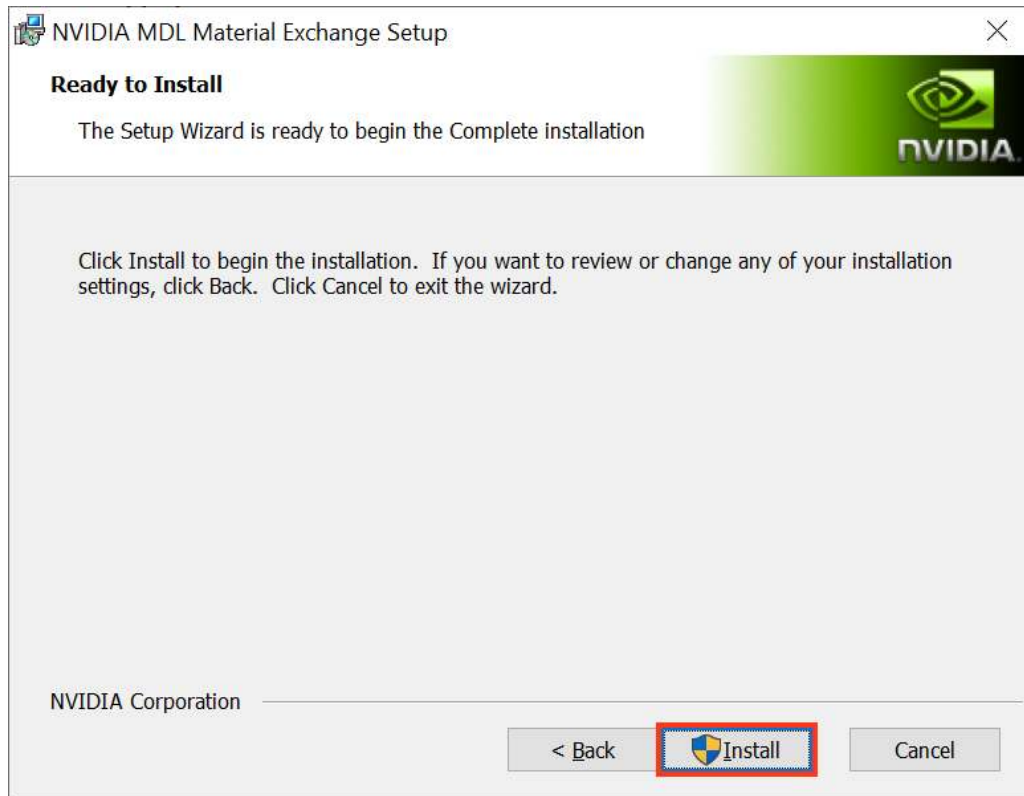 NVIDIA MDL Material Exchange Setup
Ready to Install
The Setup Wizard is ready to begin the Complete installation
NVIDIA.
Click Install to begin the installation.  If you want to review or change any of your installation
settings, click Back.  Click Cancel to exit the wizard.
NVIDIA Corporation
< Back
Install
Cancel